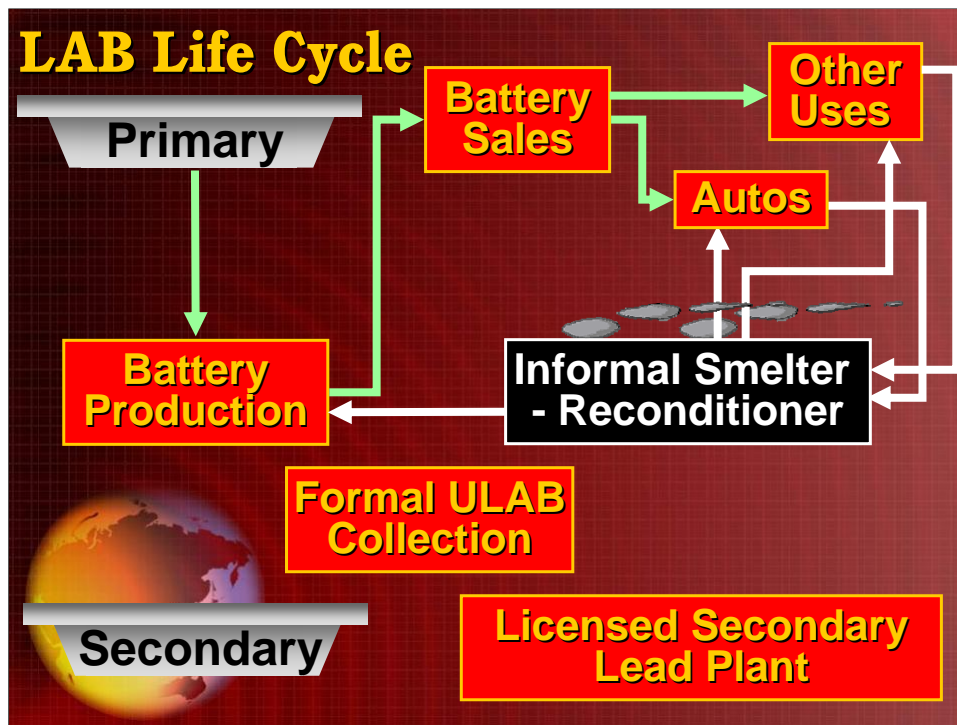 LAB Life Cycle
Primary
Battery
Sales
Other
Uses
Autos
Battery
Production
Informal Smelter
- Reconditioner
Formal ULAB
Collection
Secondary
Licensed Secondary
Lead Plant